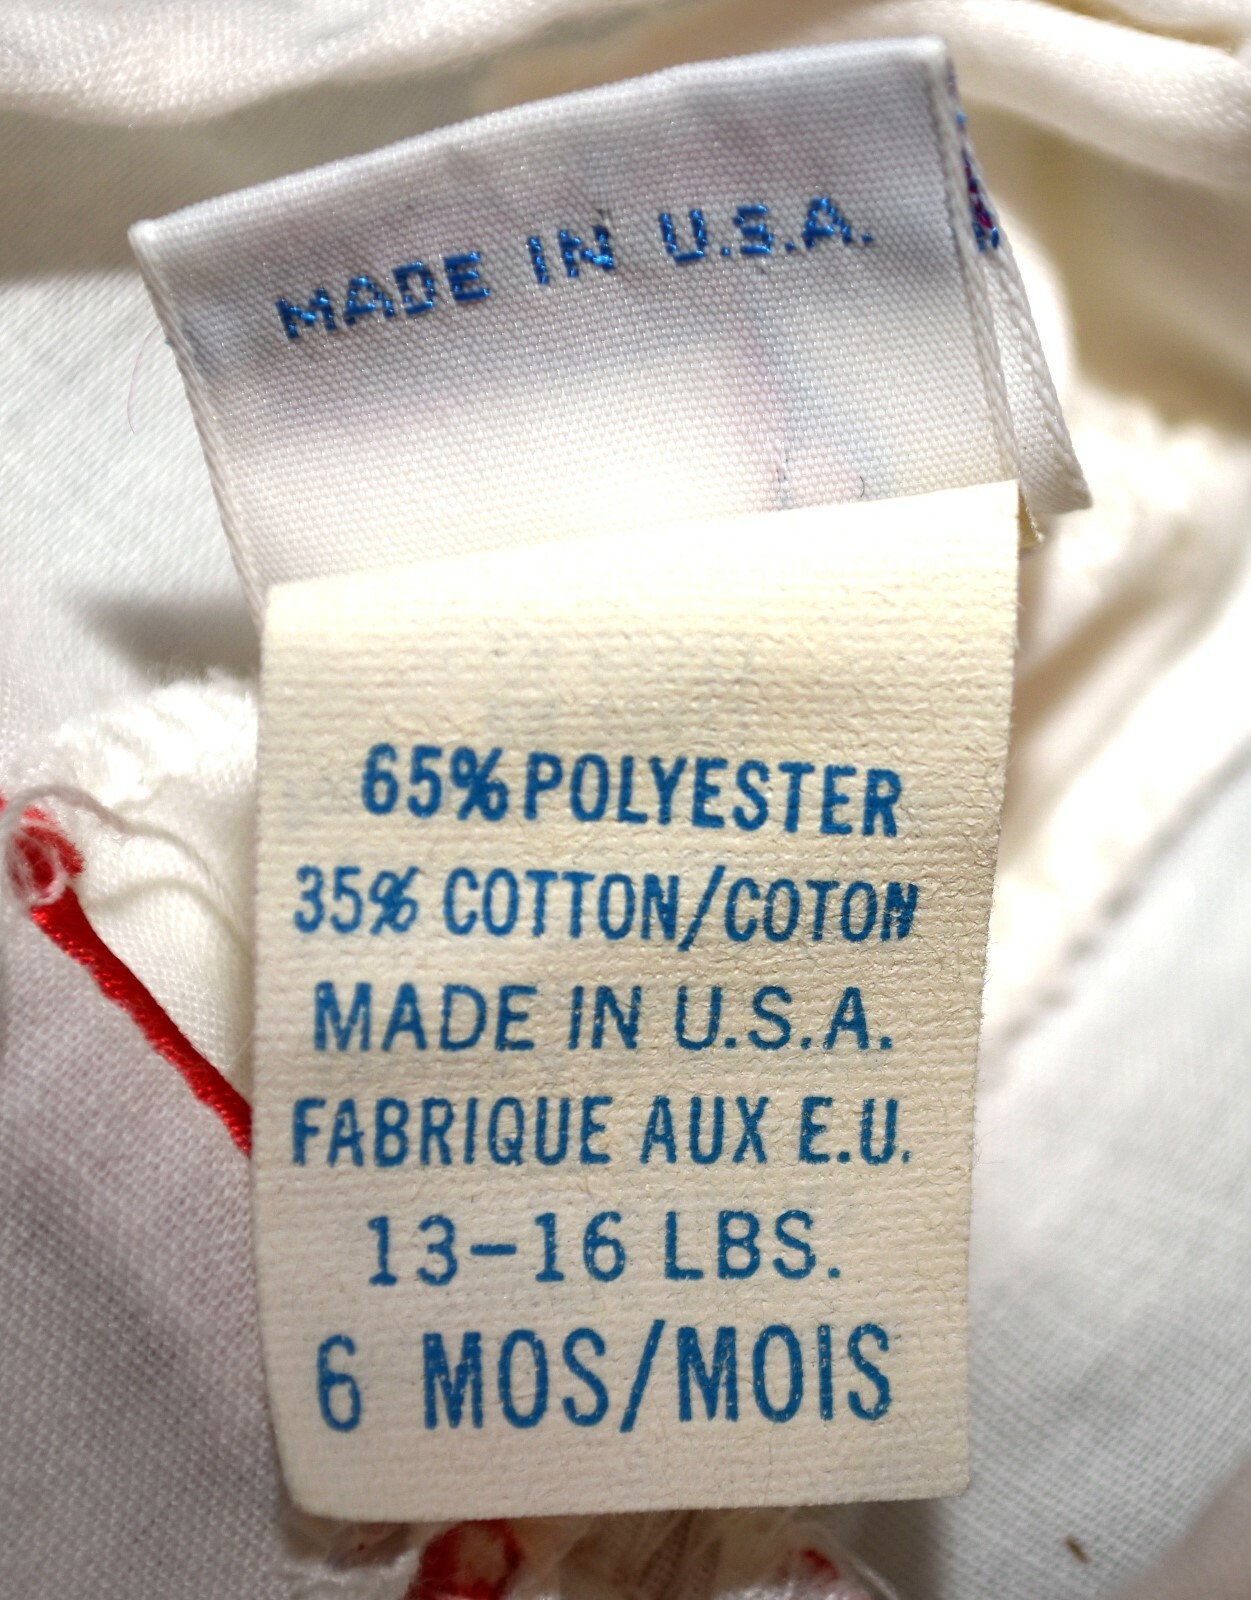 MADE IN U.S.A.
65% POLYESTER
35% COTTON/COTON
MADE IN U.S.A.
FABRIQUE AUX E.U.
13-16 LBS.
6 MOS/MOIS